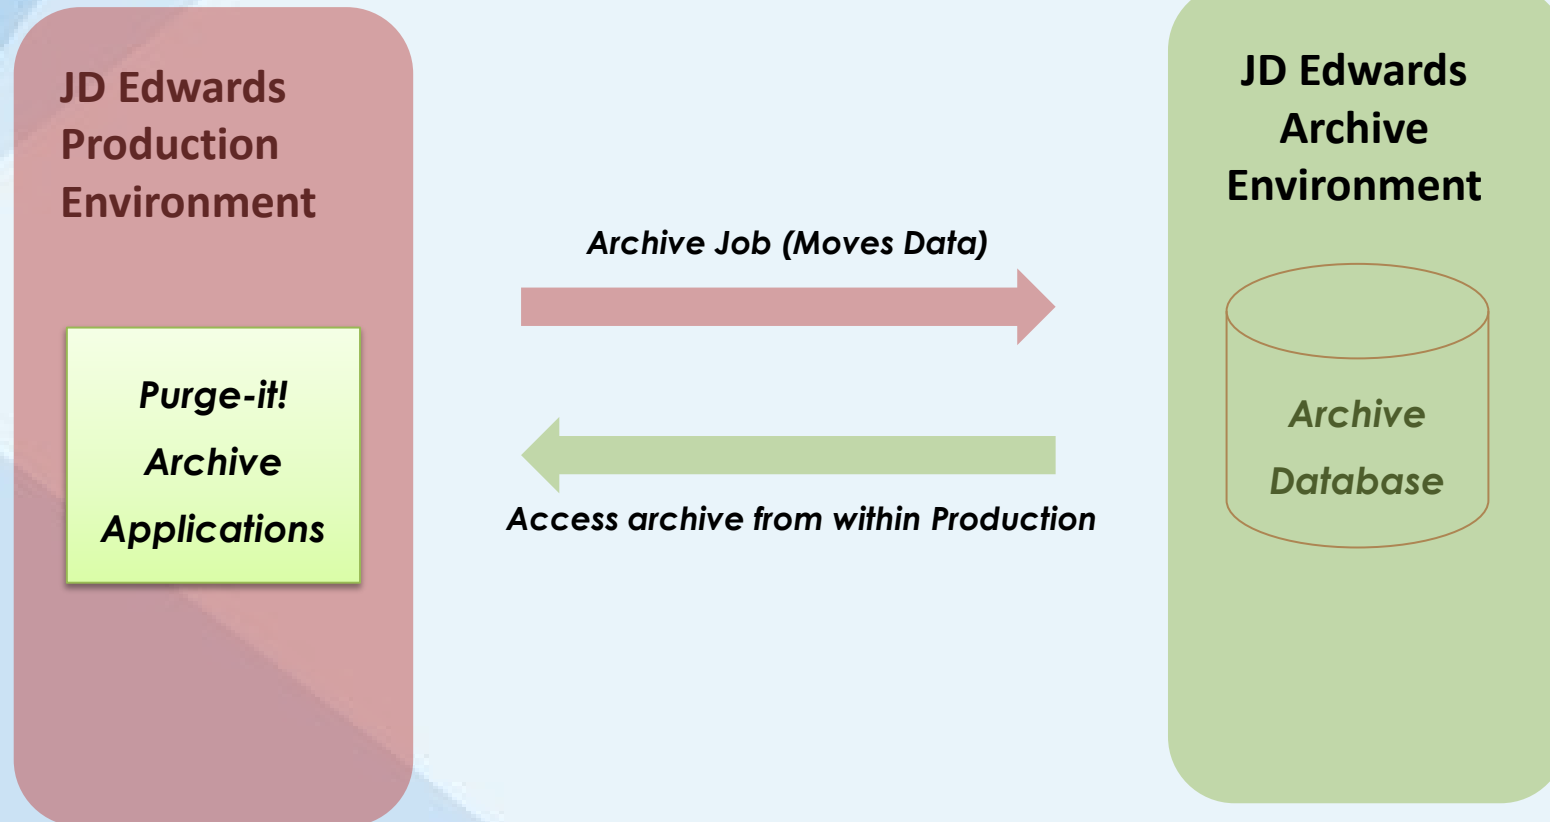 JD Edwards
Production
Environment
Purge-it!
Archive
Applications
Archive Job (Moves Data)
Access archive from within Production
JD Edwards
Archive
Environment
Archive
Database